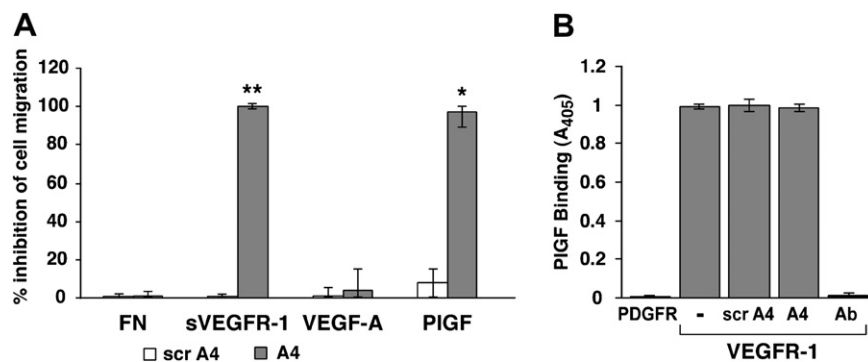 A
% inhibition of cell migration
120
100
80
60
40
20
0
**
*
FN sVEGFR-1 VEGF-A PlGF
scr A4 A4
B
PlGF Binding (A405)
1.2
1
0.8
0.6
0.4
0.2
0
PDGFR - scr A4 A4 Ab
VEGFR-1